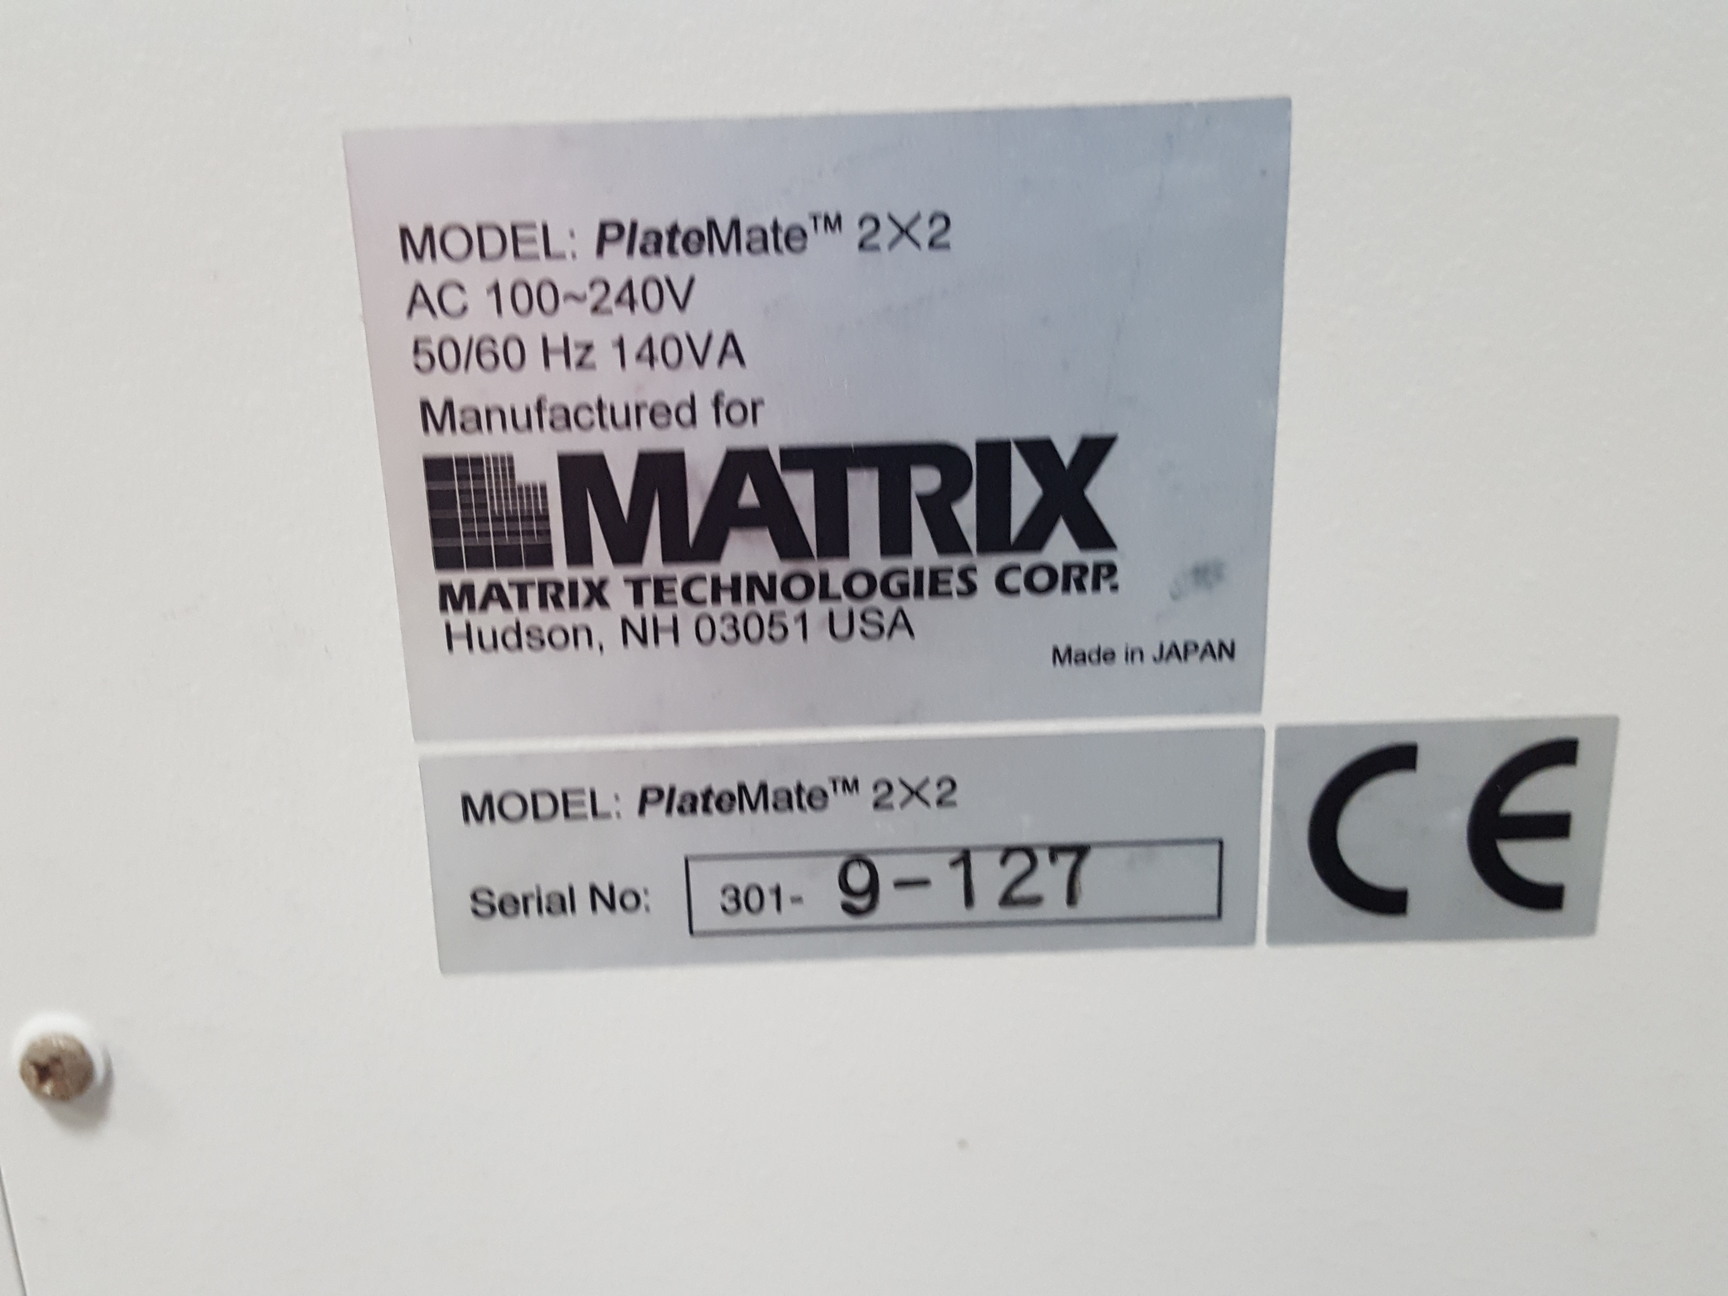 MODEL: PlateMate™ 2X2
AC 100~240V
50/60 Hz 140VA
Manufactured for
MATRIX
MATRIX TECHNOLOGIES CORP.
Hudson, NH 03051 USA
Made in JAPAN
MODEL: PlateMate™ 2X2
Serial No: 301- 9-127
CE